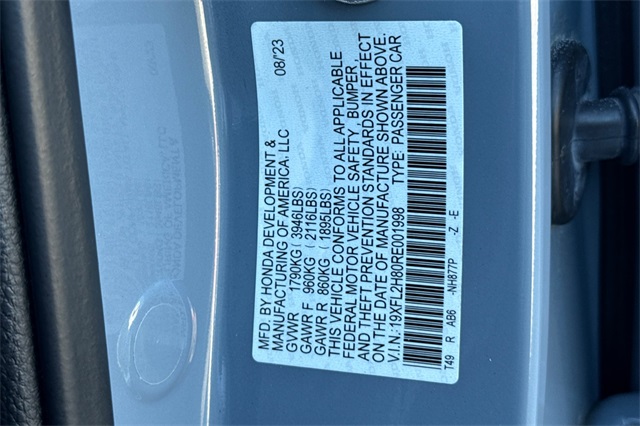 MFD. BY HONDA DEVELOPMENT & 08/23
MANUFACTURING OF AMERICA, LLC
GVWR 1790KG ( 3946LBS)
GAWR F 960KG ( 2116LBS)
GAWR R 860KG ( 1895LBS)
THIS VEHICLE CONFORMS TO ALL APPLICABLE
FEDERAL MOTOR VEHICLE SAFETY, BUMPER
AND THEFT PREVENTION STANDARDS IN EFFECT
ON THE DATE OF MANUFACTURE SHOWN ABOVE.
V.I.N: 19XFL2H80RE001998 TYPE: PASSENGER CAR
T49 R AB6 -NH877P -Z -E